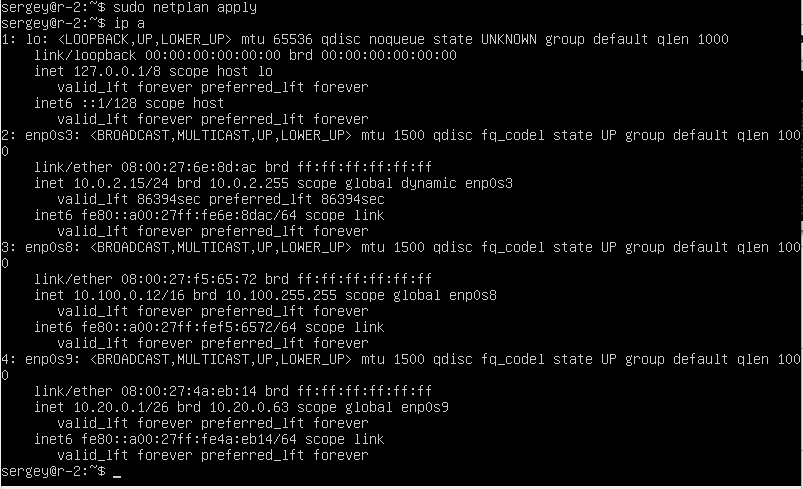 sergey@r-2:~$ sudo netplan apply
sergey@r-2:~$ ip a
1: lo: <LOOPBACK,UP,LOWER_UP> mtu 65536 qdisc noqueue state UNKNOWN group default qlen 1000
    link/loopback 00:00:00:00:00:00 brd 00:00:00:00:00:00
    inet 127.0.0.1/8 scope host lo
       valid_lft forever preferred_lft forever
    inet6 ::1/128 scope host
       valid_lft forever preferred_lft forever
2: enp0s3: <BROADCAST,MULTICAST,UP,LOWER_UP> mtu 1500 qdisc fq_codel state UP group default qlen 100
0
    link/ether 08:00:27:6e:8d:ac brd ff:ff:ff:ff:ff:ff
    inet 10.0.2.15/24 brd 10.0.2.255 scope global dynamic enp0s3
       valid_lft 86394sec preferred_lft 86394sec
    inet6 fe80::a00:27ff:fe6e:8dac/64 scope link
       valid_lft forever preferred_lft forever
3: enp0s8: <BROADCAST,MULTICAST,UP,LOWER_UP> mtu 1500 qdisc fq_codel state UP group default qlen 100
0
    link/ether 08:00:27:f5:65:72 brd ff:ff:ff:ff:ff:ff
    inet 10.100.0.12/16 brd 10.100.255.255 scope global enp0s8
       valid_lft forever preferred_lft forever
    inet6 fe80::a00:27ff:fef5:6572/64 scope link
       valid_lft forever preferred_lft forever
4: enp0s9: <BROADCAST,MULTICAST,UP,LOWER_UP> mtu 1500 qdisc fq_codel state UP group default qlen 100
0
    link/ether 08:00:27:4a:eb:14 brd ff:ff:ff:ff:ff:ff
    inet 10.20.0.1/26 brd 10.20.0.63 scope global enp0s9
       valid_lft forever preferred_lft forever
    inet6 fe80::a00:27ff:fe4a:eb14/64 scope link
       valid_lft forever preferred_lft forever
sergey@r-2:~$ _